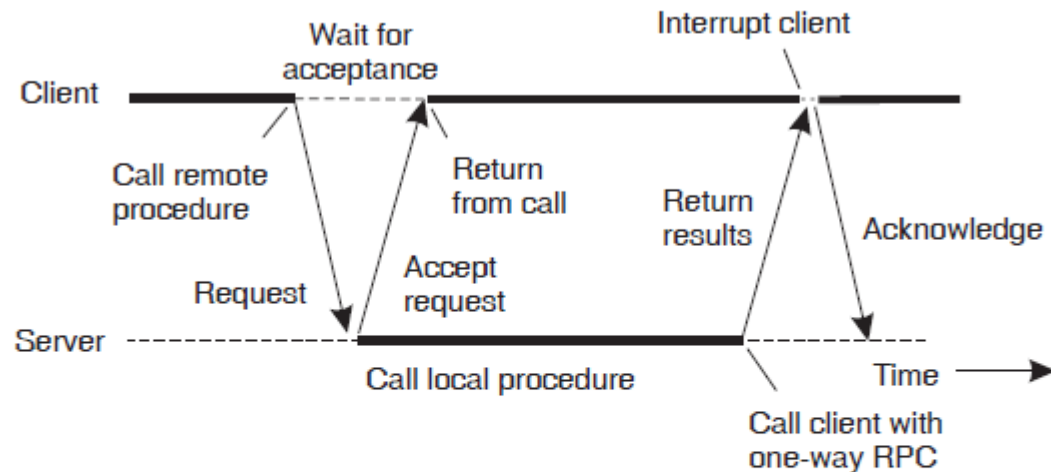 Interrupt client
Wait for
acceptance
Client
Call remote
procedure
Return
from call
Return
results
Acknowledge
Request
Accept
request
Server
Call local procedure
Time
Call client with
one-way RPC